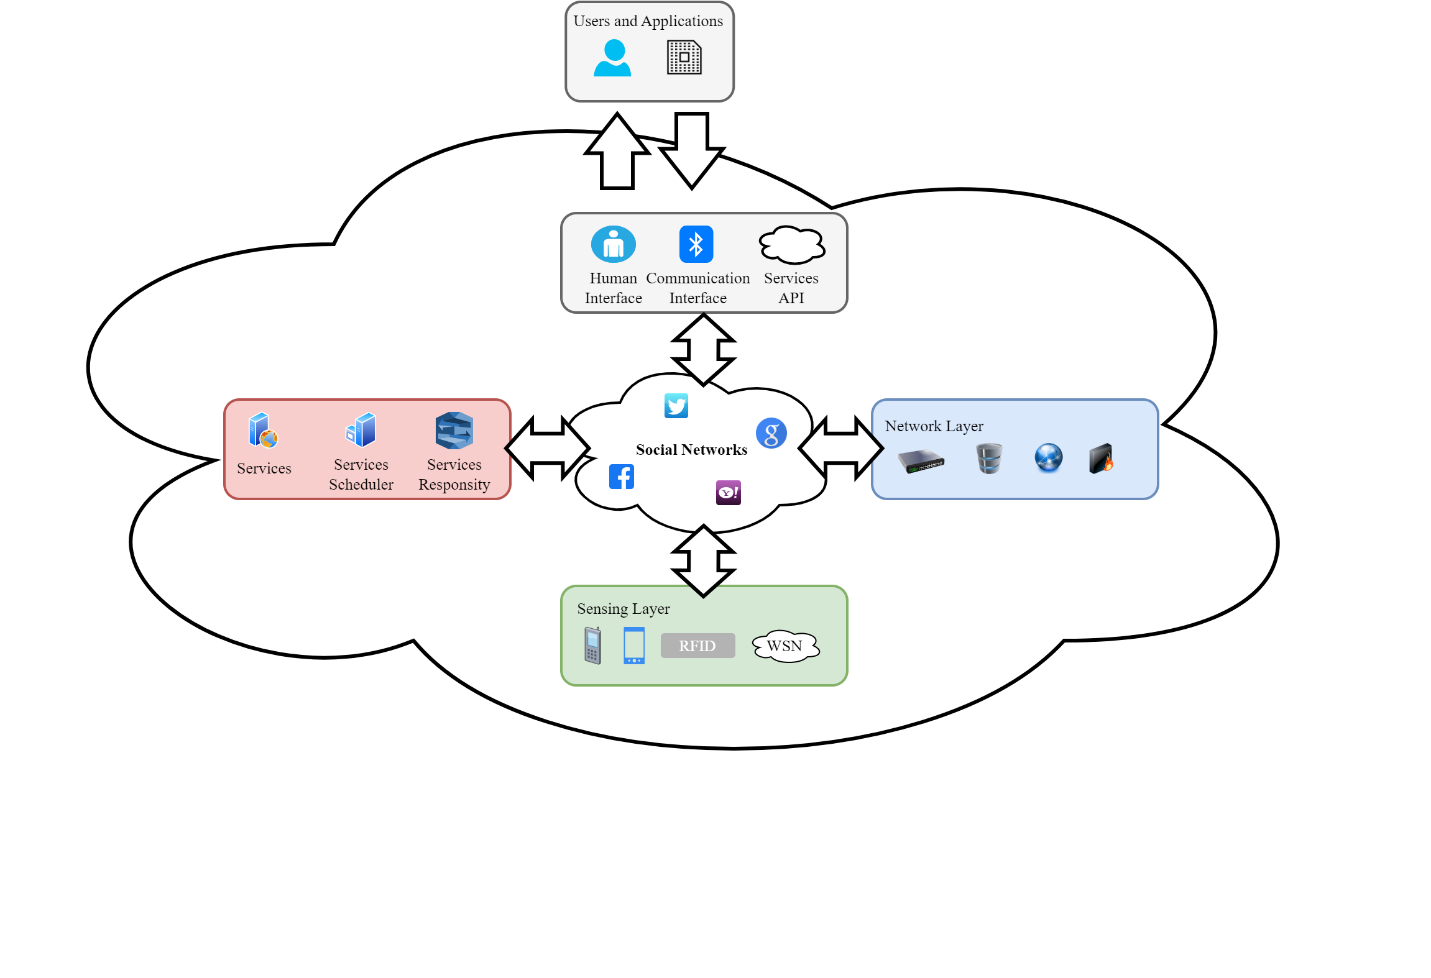 Users and Applications
Human Communication Services
Interface Interface API
Social Networks
g
Y!
Services
Services
Scheduler
Services
Responsity
Network Layer
Sensing Layer
RFID
WSN